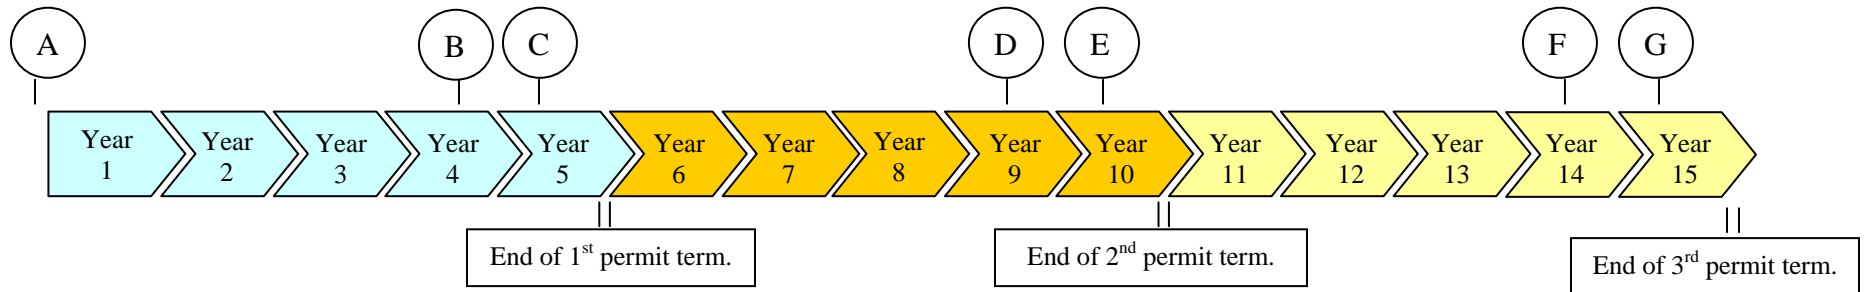 A
B
C
D
E
F
G
Year
1
Year
2
Year
3
Year
4
Year
5
Year
6
Year
7
Year
8
Year
9
Year
10
Year
11
Year
12
Year
13
Year
14
Year
15
End of 1st permit term.
End of 2nd permit term.
End of 3rd permit term.